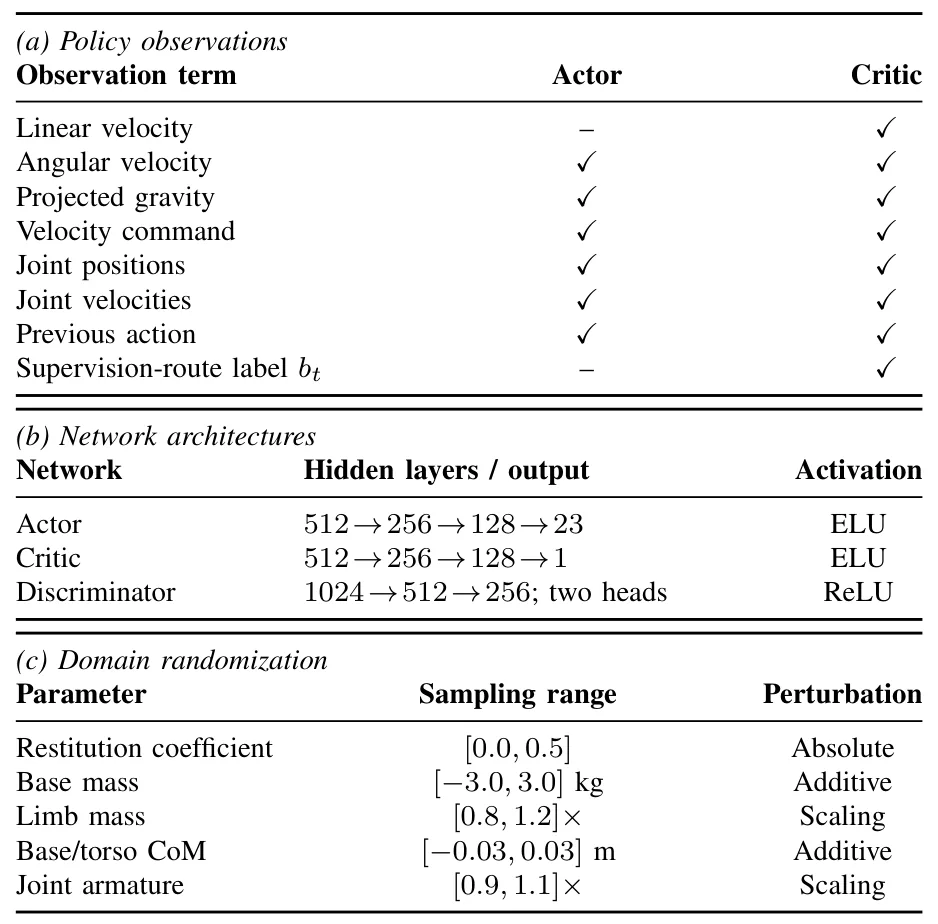 (a) Policy observations
Observation term Actor Critic
Linear velocity – ✓
Angular velocity ✓ ✓
Projected gravity ✓ ✓
Velocity command ✓ ✓
Joint positions ✓ ✓
Joint velocities ✓ ✓
Previous action ✓ ✓
Supervision-route label b_t – ✓
(b) Network architectures
Network Hidden layers / output Activation
Actor 512→256→128→23 ELU
Critic 512→256→128→1 ELU
Discriminator 1024→512→256; two heads ReLU
(c) Domain randomization
Parameter Sampling range Perturbation
Restitution coefficient [0.0, 0.5] Absolute
Base mass [−3.0, 3.0] kg Additive
Limb mass [0.8, 1.2]× Scaling
Base/torso CoM [−0.03, 0.03] m Additive
Joint armature [0.9, 1.1]× Scaling